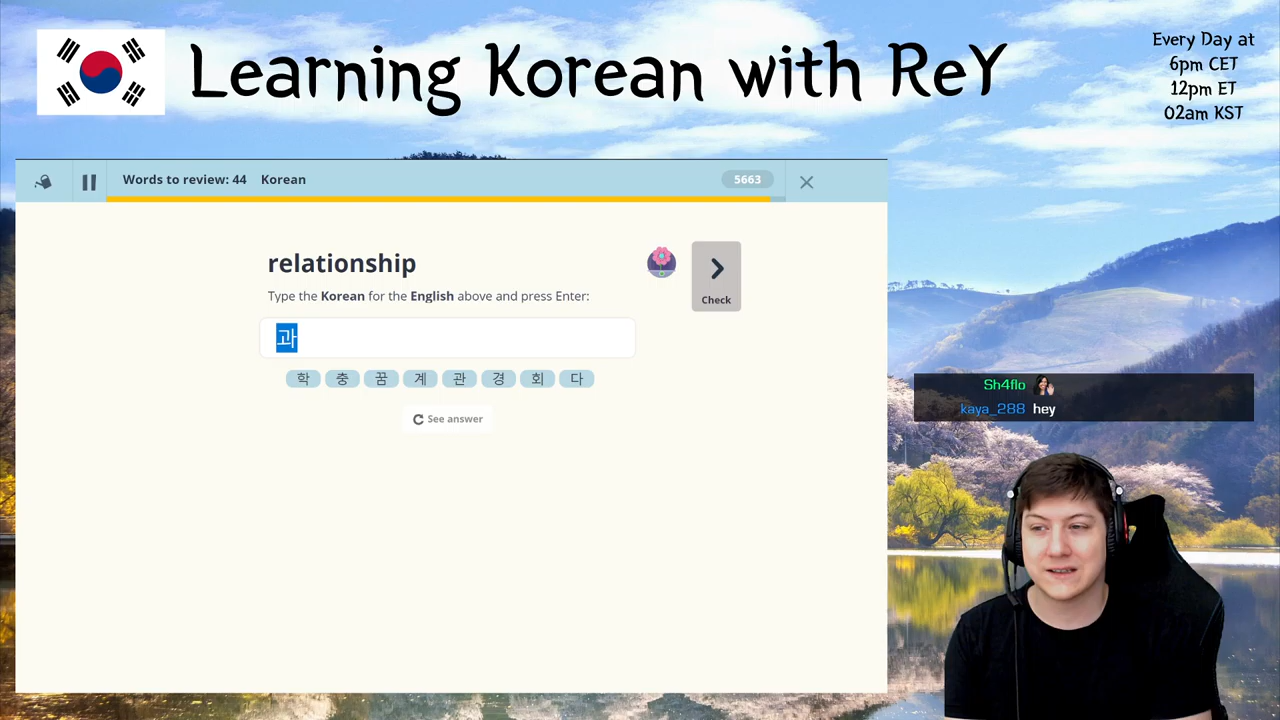 Learning Korean with ReY
Every Day at
6pm CET
12pm ET
02am KST
Words to review: 44 Korean
5663
relationship
Type the Korean for the English above and press Enter:
Check
과
학 충 꿈 계 관 경 회 다
See answer
Sh4flo
kaya_288 hey